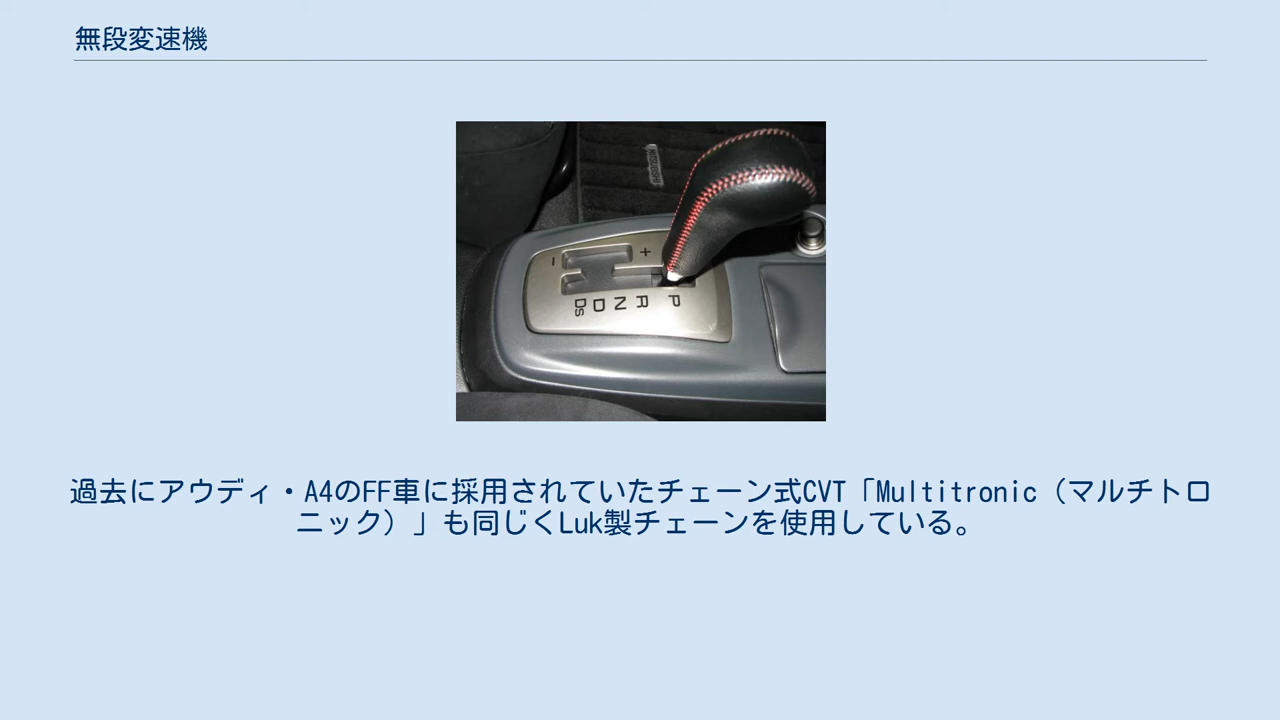 無段変速機
- +
Ds D N R P
過去にアウディ・A4のFF車に採用されていたチェーン式CVT「Multitronic（マルチトロ
ニック）」も同じくLuk製チェーンを使用している。